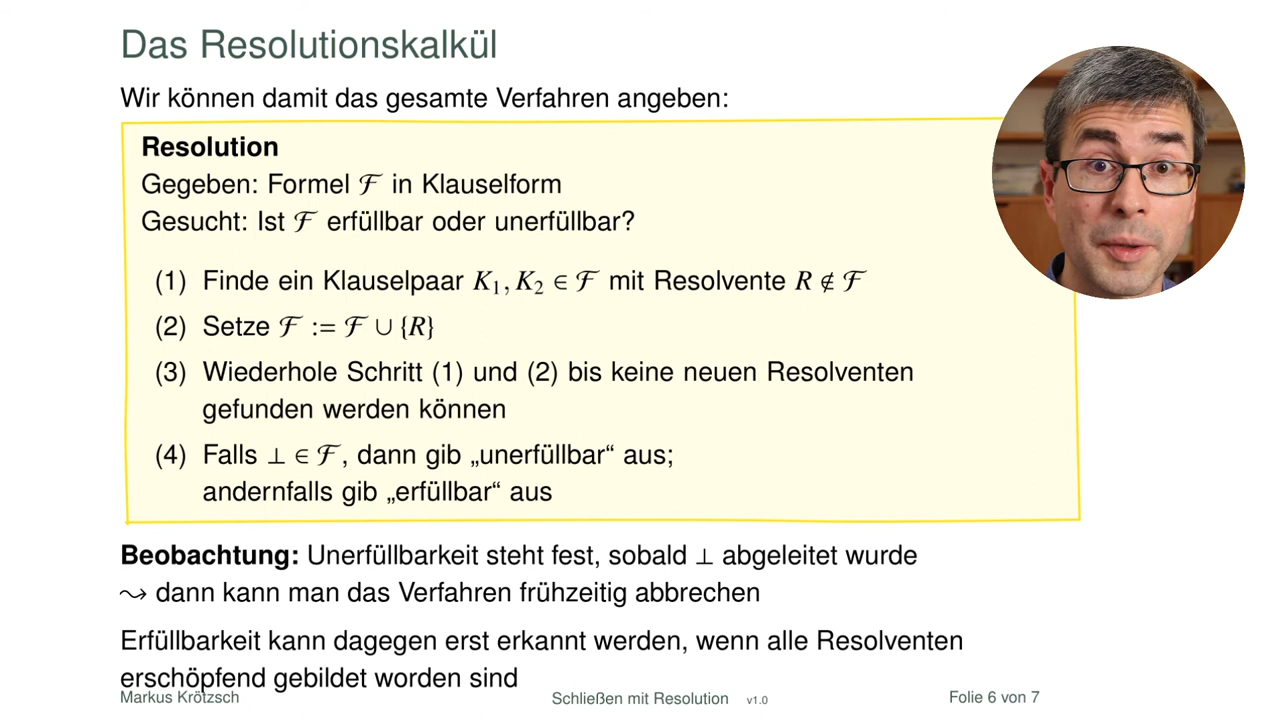 Das Resolutionskalkül
Wir können damit das gesamte Verfahren angeben:
Resolution
Gegeben: Formel ℱ in Klauselform
Gesucht: Ist ℱ erfüllbar oder unerfüllbar?
(1) Finde ein Klauselpaar K₁, K₂ ∈ ℱ mit Resolvente R ∉ ℱ
(2) Setze ℱ := ℱ ∪ {R}
(3) Wiederhole Schritt (1) und (2) bis keine neuen Resolventen
gefunden werden können
(4) Falls ⊥ ∈ ℱ, dann gib „unerfüllbar“ aus;
andernfalls gib „erfüllbar“ aus
Beobachtung: Unerfüllbarkeit steht fest, sobald ⊥ abgeleitet wurde
⤳ dann kann man das Verfahren frühzeitig abbrechen
Erfüllbarkeit kann dagegen erst erkannt werden, wenn alle Resolventen
erschöpfend gebildet worden sind
Markus Krötzsch Schließen mit Resolution v1.0 Folie 6 von 7